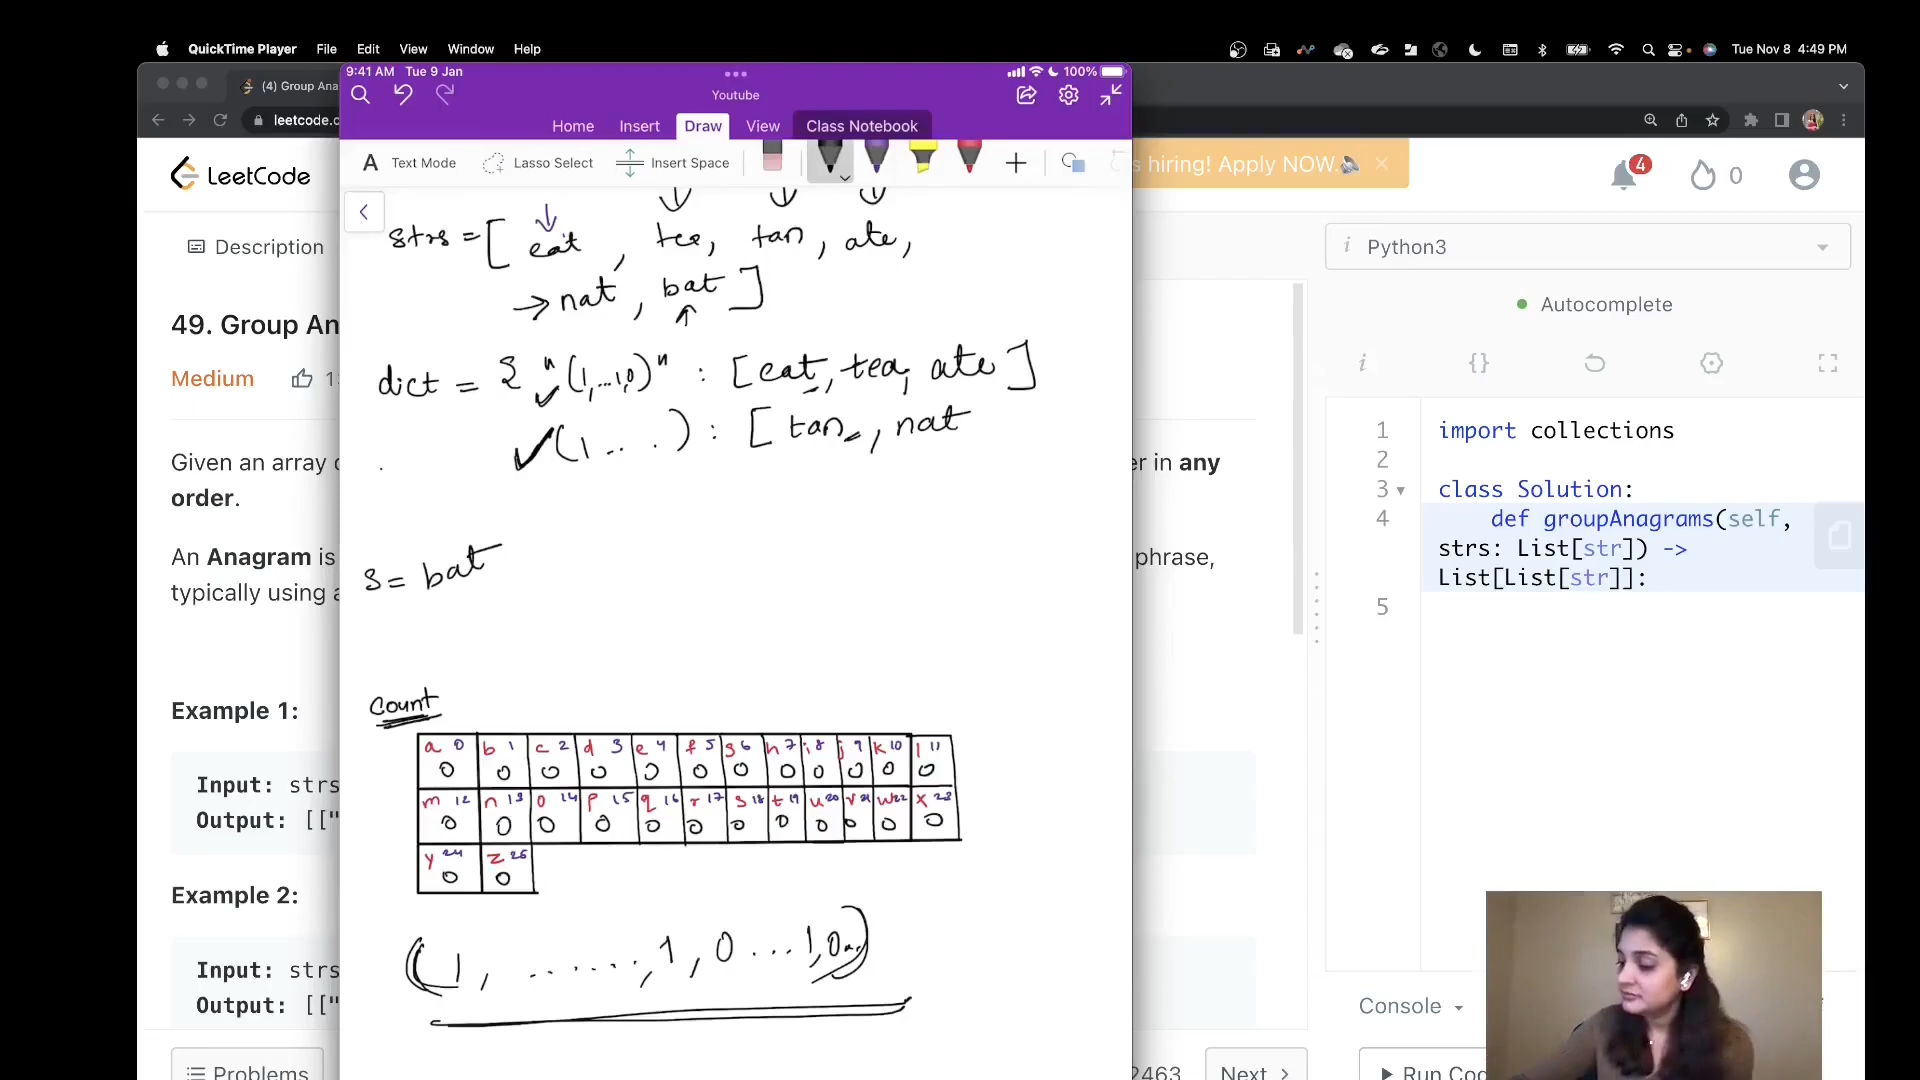 QuickTime Player File Edit View Window Help
Tue Nov 8 4:49 PM
9:41 AM Tue 9 Jan
100%
(4) Group Ana
Youtube
leetcode.c
Home Insert Draw View Class Notebook
Text Mode Lasso Select Insert Space
s hiring! Apply NOW.
LeetCode
4
0
Description
Python3
Autocomplete
strs = [ eat , tea, tan , ate,
→ nat , bat ]
49. Group An
dict = { "(1,...1,0)" : [eat, tea, ate ]
Medium
(1 ... ) : [ tan , nat
Given an array o
er in any
order.
An Anagram is
phrase,
typically using a
s = bat
1 import collections
2
3 class Solution:
4 def groupAnagrams(self,
strs: List[str]) ->
List[List[str]]:
5
Count
Example 1:
a 0 b 1 c 2 d 3 e 4 f 5 g 6 h 7 i 8 j 9 k 10 l 11
0 0 0 0 0 0 0 0 0 0 0 0
m 12 n 13 o 14 p 15 q 16 r 17 s 18 t 19 u 20 v 21 w 22 x 23
0 0 0 0 0 0 0 0 0 0 0 0
y 24 z 25
0 0
Input: strs
Output: [["
Example 2:
(1, ......, 1, 0 ... 1, 0..)
Input: strs
Output: [["
Console
Problems
2463
Next
Run Cod